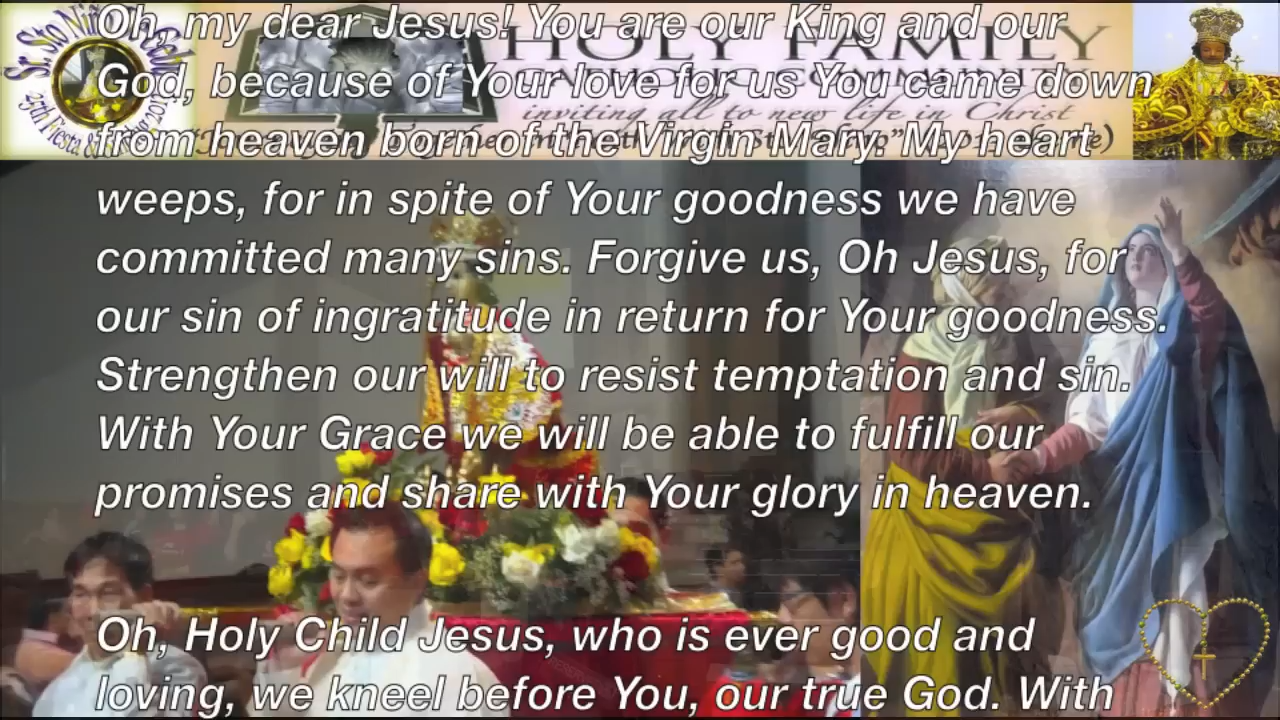 Oh, my dear Jesus! You are our King and our
God, because of Your love for us You came down
from heaven born of the Virgin Mary. My heart
weeps, for in spite of Your goodness we have
committed many sins. Forgive us, Oh Jesus, for
our sin of ingratitude in return for Your goodness.
Strengthen our will to resist temptation and sin.
With Your Grace we will be able to fulfill our
promises and share with Your glory in heaven.
Oh, Holy Child Jesus, who is ever good and
loving, we kneel before You, our true God. With
HOLY FAMILY
CATHOLIC COMMUNITY
inviting all to new life in Christ